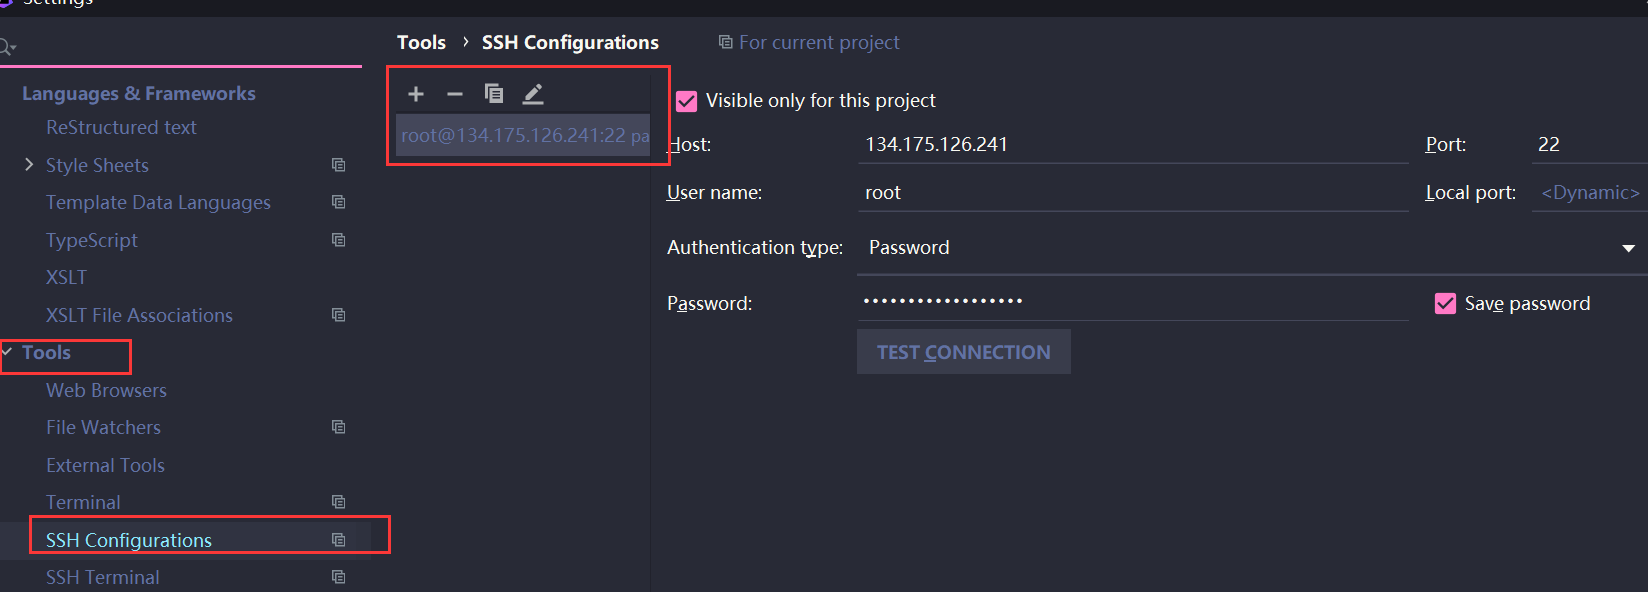 Settings
Tools › SSH Configurations
For current project
Languages & Frameworks
ReStructured text
Style Sheets
Template Data Languages
TypeScript
XSLT
XSLT File Associations
Tools
Web Browsers
File Watchers
External Tools
Terminal
SSH Configurations
SSH Terminal
root@134.175.126.241:22 pa
Visible only for this project
Host: 134.175.126.241 Port: 22
User name: root Local port: <Dynamic>
Authentication type: Password
Password: •••••••••••••••••• Save password
TEST CONNECTION